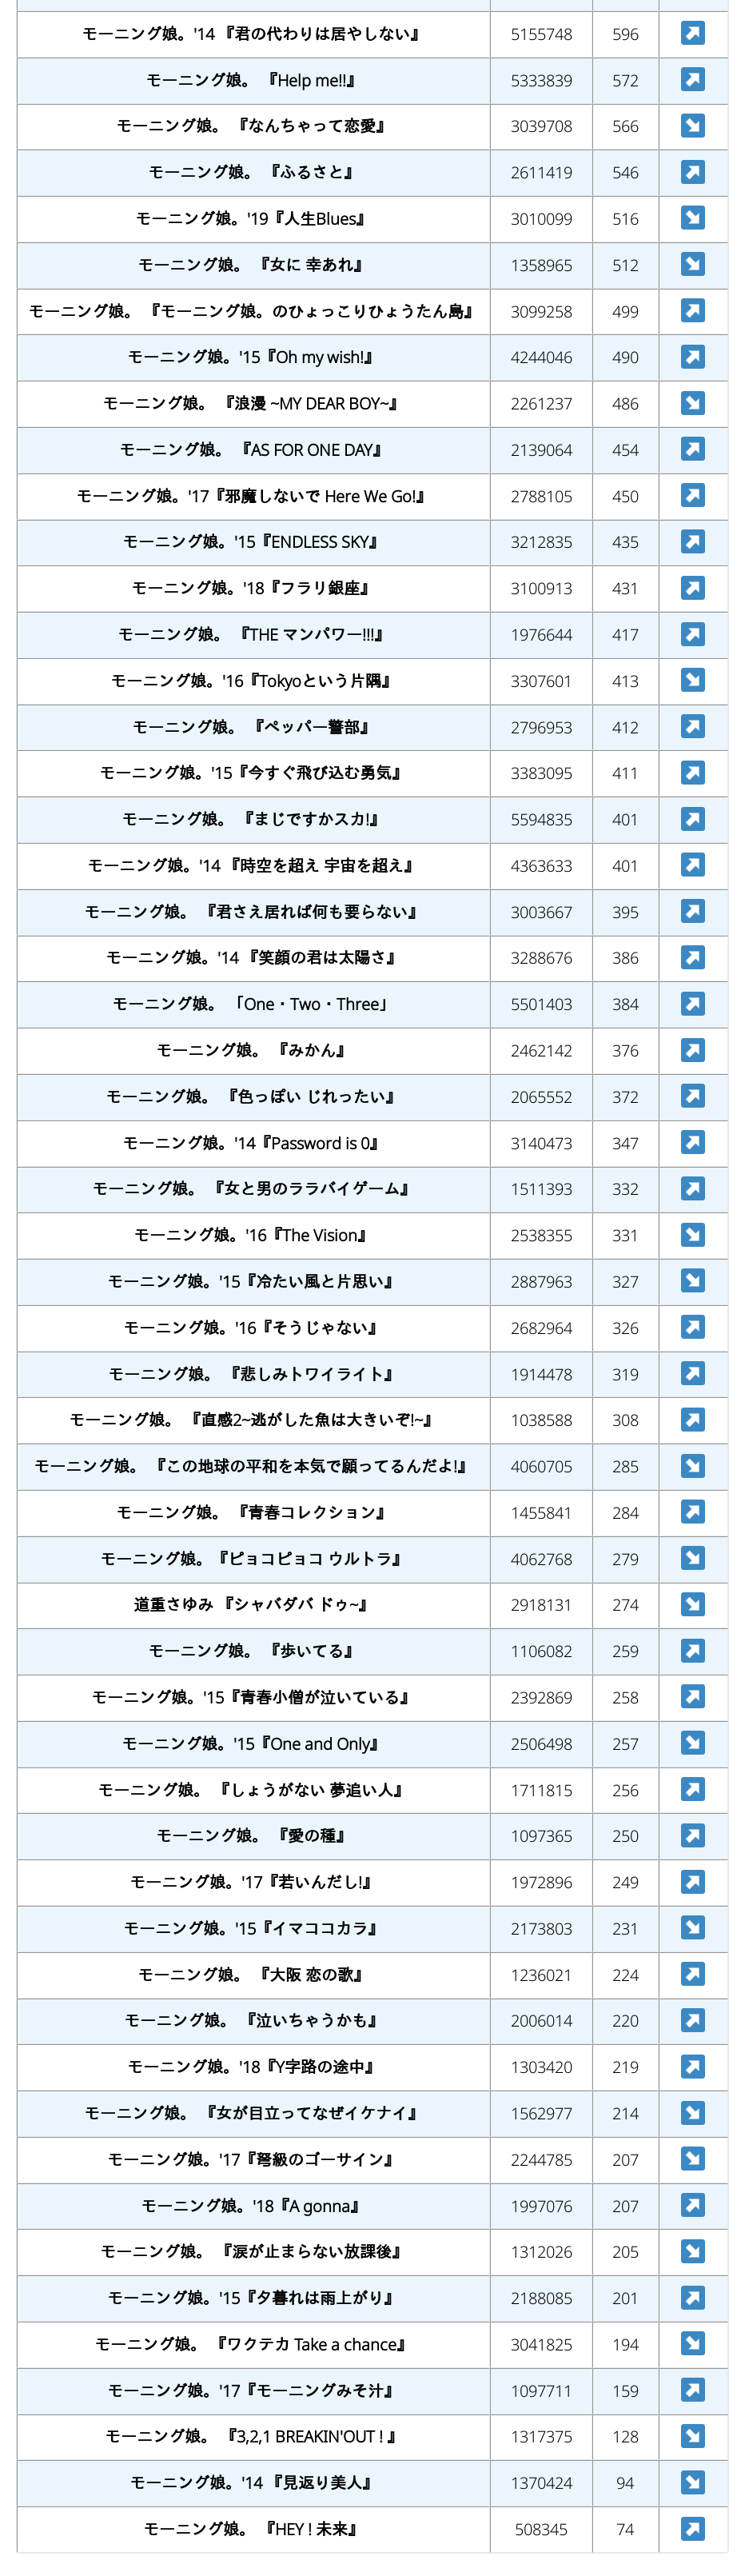 モーニング娘。'14 『君の代わりは居やしない』 5155748 596 ↗
モーニング娘。 『Help me!!』 5333839 572 ↗
モーニング娘。 『なんちゃって恋愛』 3039708 566 ↘
モーニング娘。 『ふるさと』 2611419 546 ↗
モーニング娘。'19『人生Blues』 3010099 516 ↘
モーニング娘。 『女に 幸あれ』 1358965 512 ↘
モーニング娘。 『モーニング娘。のひょっこりひょうたん島』 3099258 499 ↗
モーニング娘。'15『Oh my wish!』 4244046 490 ↗
モーニング娘。 『浪漫 ~MY DEAR BOY~』 2261237 486 ↘
モーニング娘。 『AS FOR ONE DAY』 2139064 454 ↗
モーニング娘。'17『邪魔しないで Here We Go!』 2788105 450 ↗
モーニング娘。'15『ENDLESS SKY』 3212835 435 ↗
モーニング娘。'18『フラリ銀座』 3100913 431 ↗
モーニング娘。 『THE マンパワー!!!』 1976644 417 ↗
モーニング娘。'16『Tokyoという片隅』 3307601 413 ↘
モーニング娘。 『ペッパー警部』 2796953 412 ↗
モーニング娘。'15『今すぐ飛び込む勇気』 3383095 411 ↗
モーニング娘。 『まじですかスカ!』 5594835 401 ↗
モーニング娘。'14 『時空を超え 宇宙を超え』 4363633 401 ↗
モーニング娘。 『君さえ居れば何も要らない』 3003667 395 ↗
モーニング娘。'14 『笑顔の君は太陽さ』 3288676 386 ↗
モーニング娘。 「One・Two・Three」 5501403 384 ↗
モーニング娘。 『みかん』 2462142 376 ↗
モーニング娘。 『色っぽい じれったい』 2065552 372 ↗
モーニング娘。'14『Password is 0』 3140473 347 ↗
モーニング娘。 『女と男のララバイゲーム』 1511393 332 ↗
モーニング娘。'16『The Vision』 2538355 331 ↘
モーニング娘。'15『冷たい風と片思い』 2887963 327 ↘
モーニング娘。'16『そうじゃない』 2682964 326 ↗
モーニング娘。 『悲しみトワイライト』 1914478 319 ↗
モーニング娘。 『直感2~逃がした魚は大きいぞ!~』 1038588 308 ↗
モーニング娘。 『この地球の平和を本気で願ってるんだよ!』 4060705 285 ↘
モーニング娘。 『青春コレクション』 1455841 284 ↗
モーニング娘。『ピョコピョコ ウルトラ』 4062768 279 ↘
道重さゆみ 『シャバダバ ドゥ~』 2918131 274 ↘
モーニング娘。 『歩いてる』 1106082 259 ↗
モーニング娘。'15『青春小僧が泣いている』 2392869 258 ↗
モーニング娘。'15『One and Only』 2506498 257 ↘
モーニング娘。 『しょうがない 夢追い人』 1711815 256 ↗
モーニング娘。 『愛の種』 1097365 250 ↗
モーニング娘。'17『若いんだし!』 1972896 249 ↗
モーニング娘。'15『イマココカラ』 2173803 231 ↘
モーニング娘。 『大阪 恋の歌』 1236021 224 ↗
モーニング娘。 『泣いちゃうかも』 2006014 220 ↗
モーニング娘。'18『Y字路の途中』 1303420 219 ↗
モーニング娘。 『女が目立ってなぜイケナイ』 1562977 214 ↘
モーニング娘。'17『弩級のゴーサイン』 2244785 207 ↘
モーニング娘。'18『A gonna』 1997076 207 ↗
モーニング娘。 『涙が止まらない放課後』 1312026 205 ↘
モーニング娘。'15『夕暮れは雨上がり』 2188085 201 ↗
モーニング娘。 『ワクテカ Take a chance』 3041825 194 ↘
モーニング娘。'17『モーニングみそ汁』 1097711 159 ↗
モーニング娘。 『3,2,1 BREAKIN'OUT ! 』 1317375 128 ↘
モーニング娘。'14 『見返り美人』 1370424 94 ↘
モーニング娘。 『HEY ! 未来』 508345 74 ↗